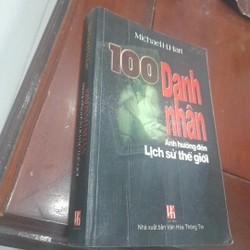 Michael H.Hart
100
Danh
nhân
Ảnh hưởng đến
Lịch sử thế giới
Nhà xuất bản Văn Hóa Thông Tin